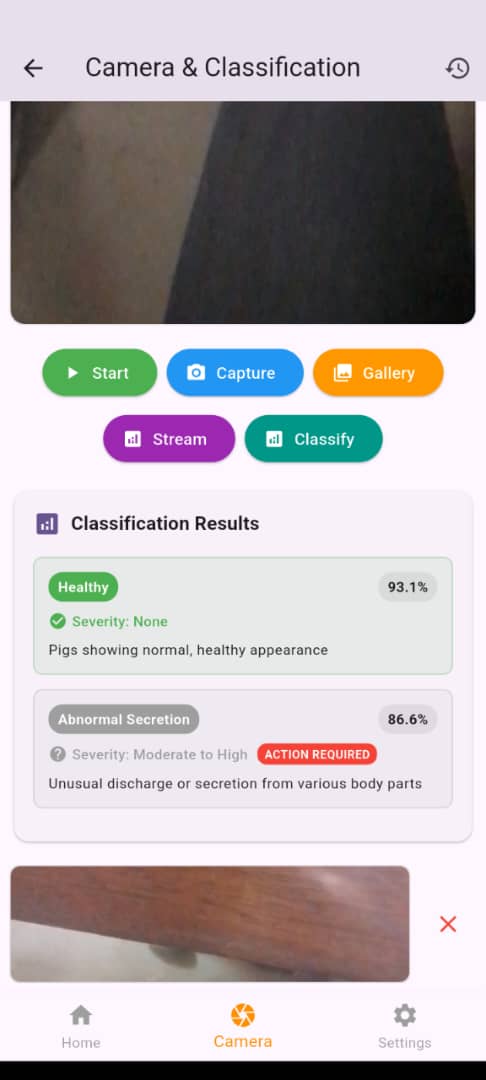 Camera & Classification
Start
Capture
Gallery
Stream
Classify
Classification Results
Healthy
93.1%
Severity: None
Pigs showing normal, healthy appearance
Abnormal Secretion
86.6%
Severity: Moderate to High
ACTION REQUIRED
Unusual discharge or secretion from various body parts
Home
Camera
Settings